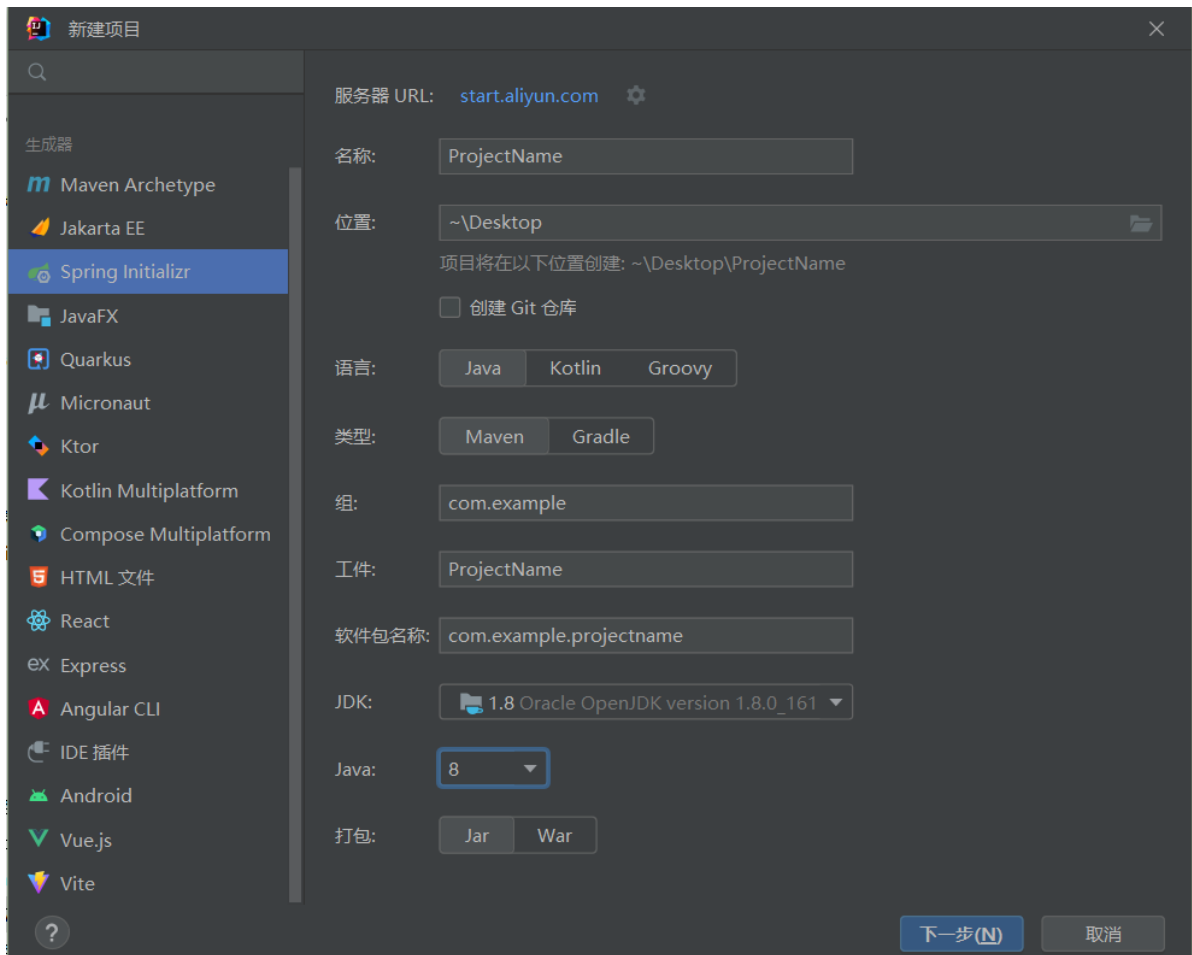 新建项目
生成器
Maven Archetype
Jakarta EE
Spring Initializr
JavaFX
Quarkus
Micronaut
Ktor
Kotlin Multiplatform
Compose Multiplatform
HTML 文件
React
Express
Angular CLI
IDE 插件
Android
Vue.js
Vite
服务器 URL: start.aliyun.com
名称: ProjectName
位置: ~\Desktop
项目将在以下位置创建: ~\Desktop\ProjectName
创建 Git 仓库
语言: Java Kotlin Groovy
类型: Maven Gradle
组: com.example
工件: ProjectName
软件包名称: com.example.projectname
JDK: 1.8 Oracle OpenJDK version 1.8.0_161
Java: 8
打包: Jar War
? 下一步(N) 取消